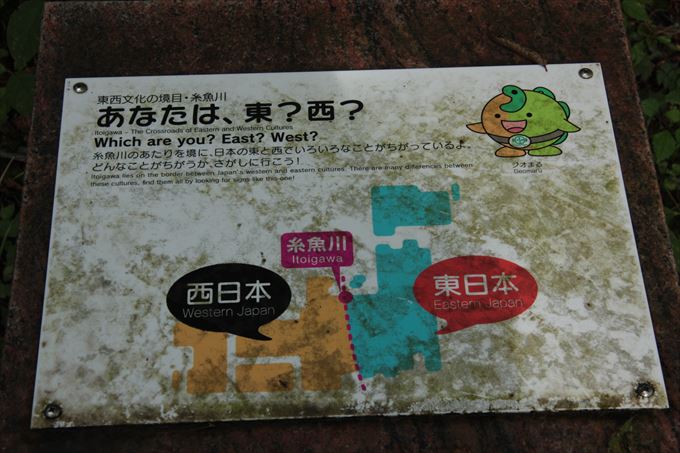 東西文化の境目・糸魚川
あなたは、東？西？
Itoigawa - The Crossroads of Eastern and Western Cultures
Which are you? East? West?
糸魚川のあたりを境に、日本の東と西でいろいろなことがちがっているよ。
どんなことがちがうか、さがしに行こう！
Itoigawa lies on the border between Japan's western and eastern cultures. There are many differences between
these cultures, find them all by looking for signs like this one!
ジオまる
Geomaru
糸魚川
Itoigawa
西日本
Western Japan
東日本
Eastern Japan